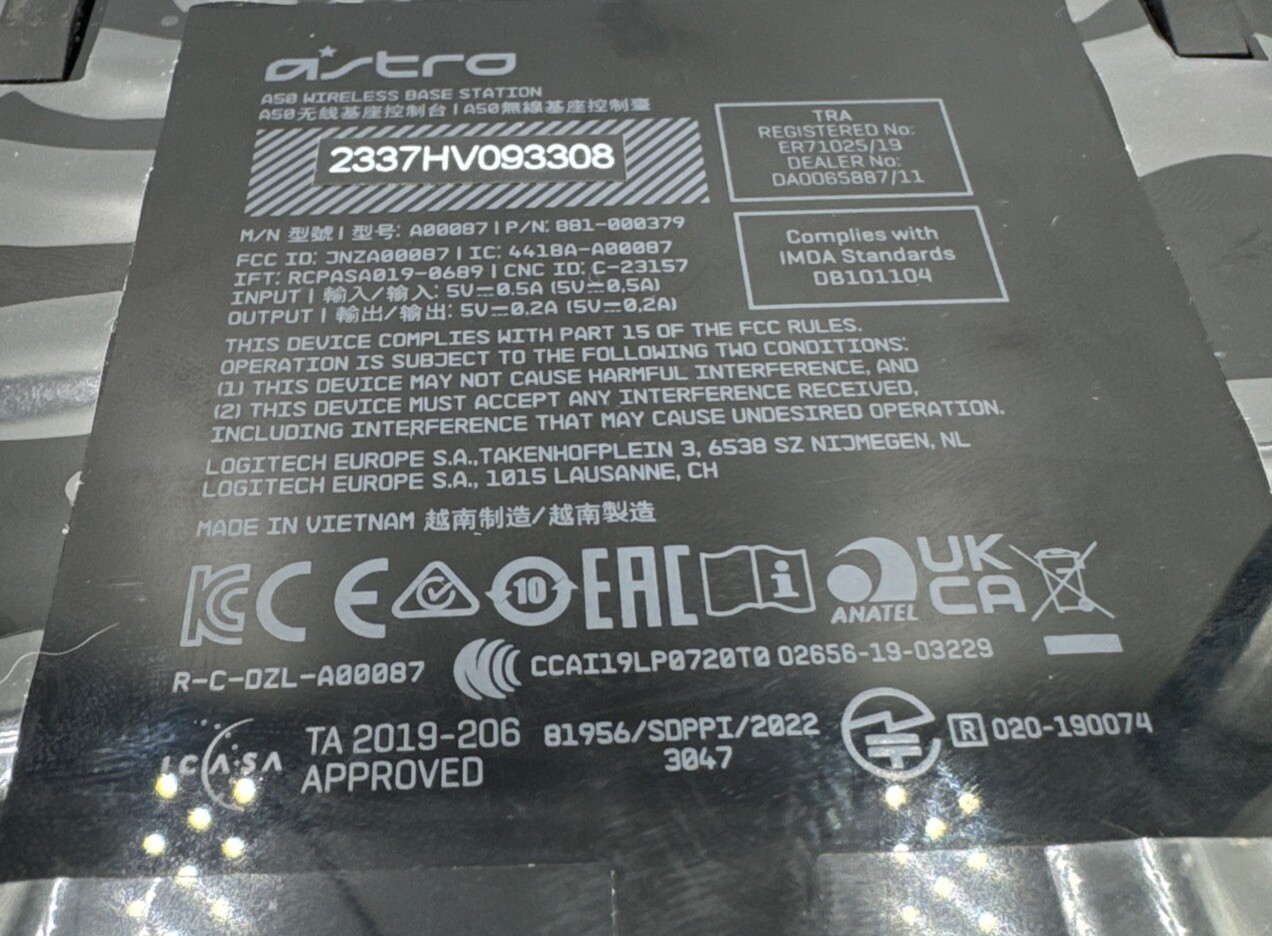 astro
A50 WIRELESS BASE STATION
A50无线基座控制台 | A50無線基座控制臺
2337HV093308
TRA
REGISTERED No:
ER71025/19
DEALER No:
DA0065887/11
Complies with
IMDA Standards
DB101104
M/N 型號 | 型号: A00087 | P/N: 881-000379
FCC ID: JNZA00087 | IC: 4418A-A00087
IFT: RCPASA019-0689 | CNC ID: C-23157
INPUT | 輸入/输入: 5V⎓0.5A (5V⎓0,5A)
OUTPUT | 輸出/输出: 5V⎓0.2A (5V⎓0,2A)
THIS DEVICE COMPLIES WITH PART 15 OF THE FCC RULES.
OPERATION IS SUBJECT TO THE FOLLOWING TWO CONDITIONS:
(1) THIS DEVICE MAY NOT CAUSE HARMFUL INTERFERENCE, AND
(2) THIS DEVICE MUST ACCEPT ANY INTERFERENCE RECEIVED,
INCLUDING INTERFERENCE THAT MAY CAUSE UNDESIRED OPERATION.
LOGITECH EUROPE S.A.,TAKENHOFPLEIN 3, 6538 SZ NIJMEGEN, NL
LOGITECH EUROPE S.A., 1015 LAUSANNE, CH
MADE IN VIETNAM 越南制造/越南製造
KC CE 10 EAC i ANATEL UK CA
R-C-DZL-A00087 CCAI19LP0720T0 02656-19-03229
ICASA TA 2019-206 APPROVED
81956/SDPPI/2022
3047
R 020-190074